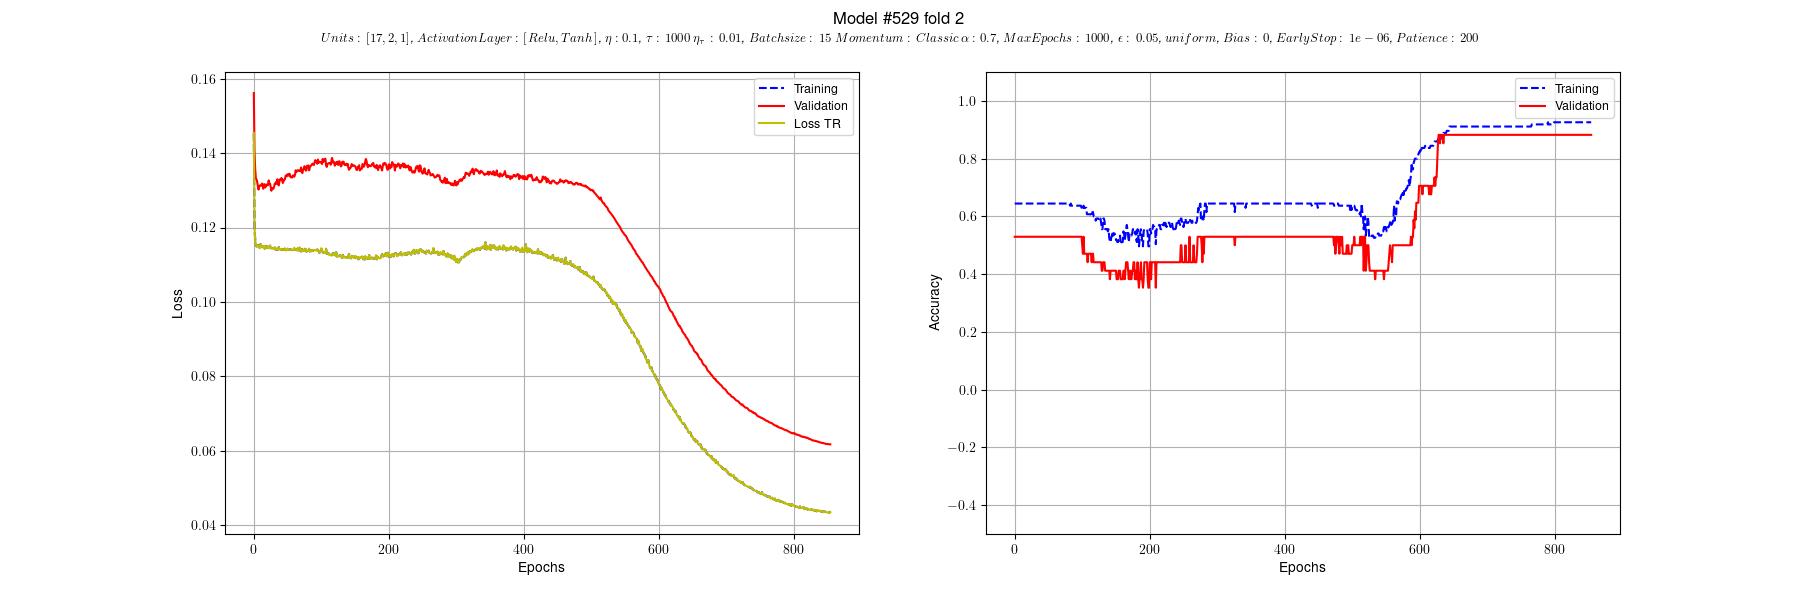 Model #529 fold 2
Units : [17, 2, 1], ActivationLayer : [Relu, Tanh], η : 0.1, τ : 1000 ητ : 0.01, Batchsize : 15 Momentum : Classic α : 0.7, MaxEpochs : 1000, ϵ : 0.05, uniform, Bias : 0, EarlyStop : 1e − 06, Patience : 200
0.16
0.14
0.12
0.10
0.08
0.06
0.04
Loss
0 200 400 600 800
Epochs
Training
Validation
Loss TR
1.0
0.8
0.6
0.4
0.2
0.0
−0.2
−0.4
Accuracy
0 200 400 600 800
Epochs
Training
Validation